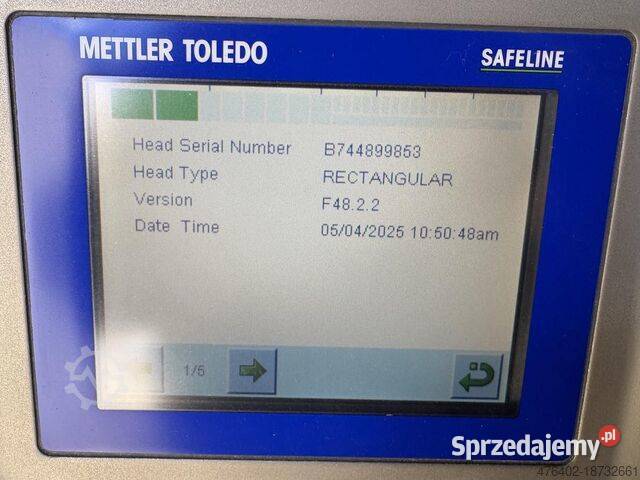 METTLER TOLEDO
SAFELINE
Head Serial Number B744899853
Head Type RECTANGULAR
Version F48.2.2
Date Time 05/04/2025 10:50:48am
1/5
Sprzedajemy.pl
476402-18732661